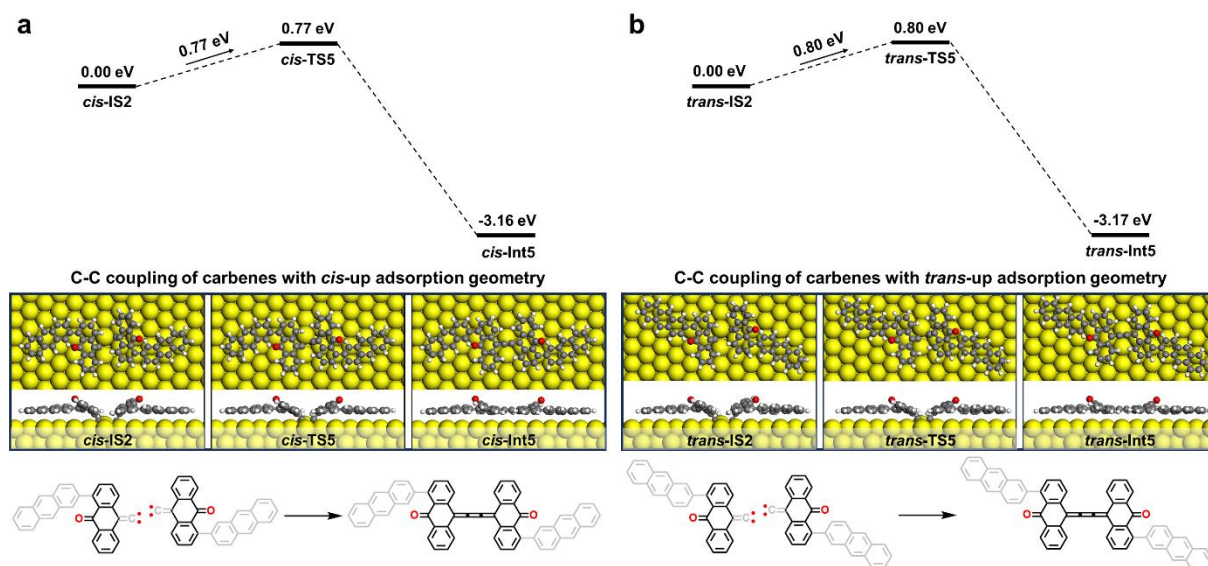 a
0.00 eV
cis-IS2
0.77 eV
0.77 eV
cis-TS5
-3.16 eV
cis-Int5
C-C coupling of carbenes with cis-up adsorption geometry
cis-IS2
cis-TS5
cis-Int5
O
C
C
O
O
O
b
0.00 eV
trans-IS2
0.80 eV
0.80 eV
trans-TS5
-3.17 eV
trans-Int5
C-C coupling of carbenes with trans-up adsorption geometry
trans-IS2
trans-TS5
trans-Int5
O
C
C
O
O
O